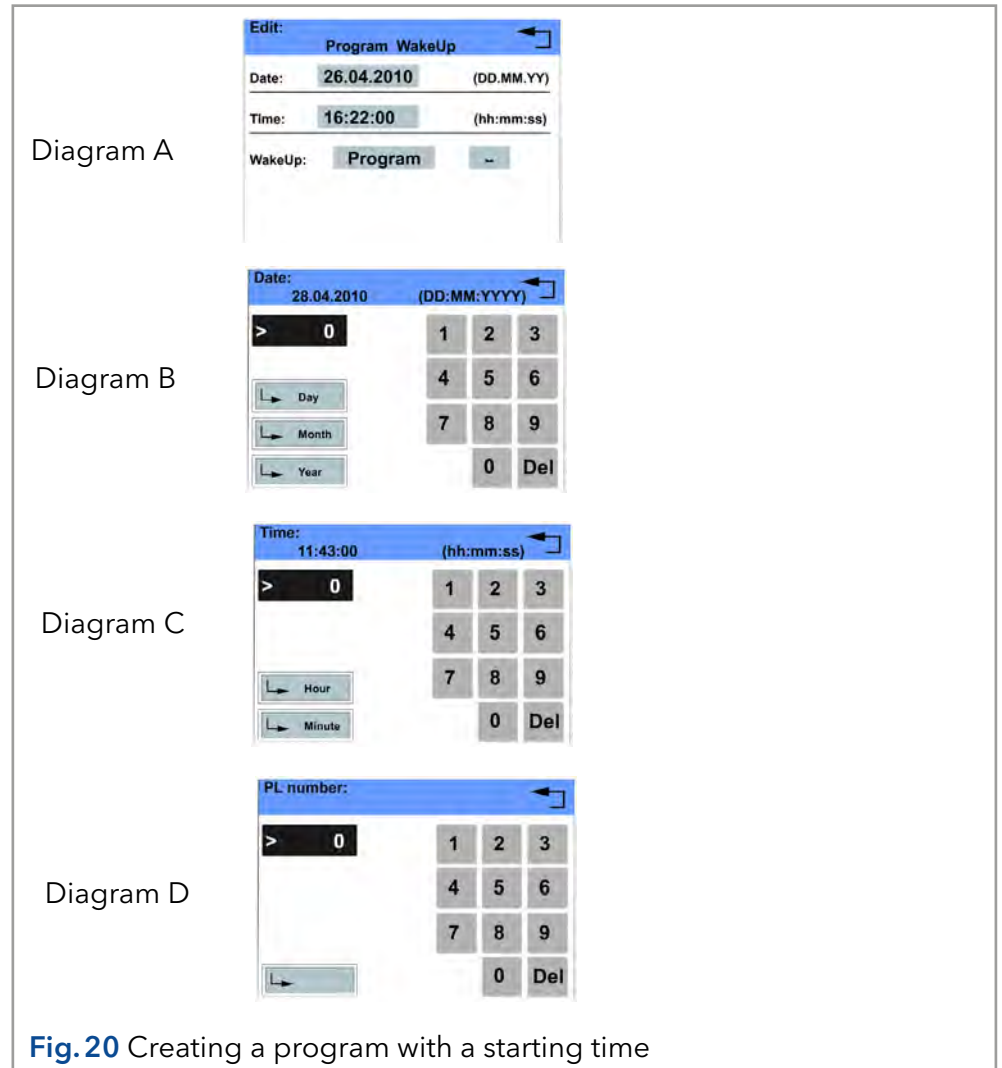 Edit:
Program WakeUp
Date: 26.04.2010 (DD.MM.YY)
Time: 16:22:00 (hh:mm:ss)
Diagram A
WakeUp: Program --
Date:
28.04.2010 (DD:MM:YYYY)
> 0 1 2 3
Diagram B
4 5 6
Day
7 8 9
Month
0 Del
Year
Time:
11:43:00 (hh:mm:ss)
> 0 1 2 3
Diagram C
4 5 6
7 8 9
Hour
0 Del
Minute
PL number:
> 0 1 2 3
Diagram D
4 5 6
7 8 9
0 Del
Fig. 20 Creating a program with a starting time